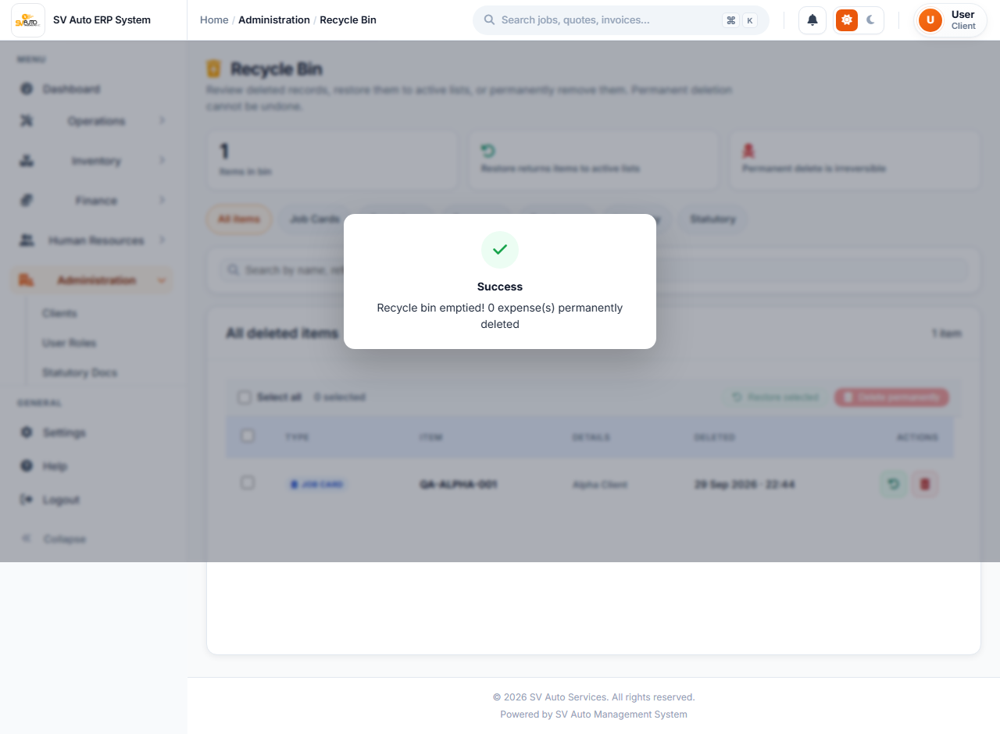 SV AUTO
SV Auto ERP System
Home / Administration / Recycle Bin
Search jobs, quotes, invoices...
⌘ K
U
User
Client
MENU
Dashboard
Operations
Inventory
Finance
Human Resources
Administration
Clients
User Roles
Statutory Docs
GENERAL
Settings
Help
Logout
Collapse
Recycle Bin
Review deleted records, restore them to active lists, or permanently remove them. Permanent deletion
cannot be undone.
1
Items in bin
Restore returns items to active lists
Permanent delete is irreversible
All items
Job Cards
Statutory
Search by name,
Success
Recycle bin emptied! 0 expense(s) permanently
deleted
All deleted items
1 item
Select all
0 selected
Restore selected
Delete permanently
TYPE ITEM DETAILS DELETED ACTIONS
JOB CARD QA-ALPHA-001 Alpha Client 29 Sep 2026 · 22:44
© 2026 SV Auto Services. All rights reserved.
Powered by SV Auto Management System